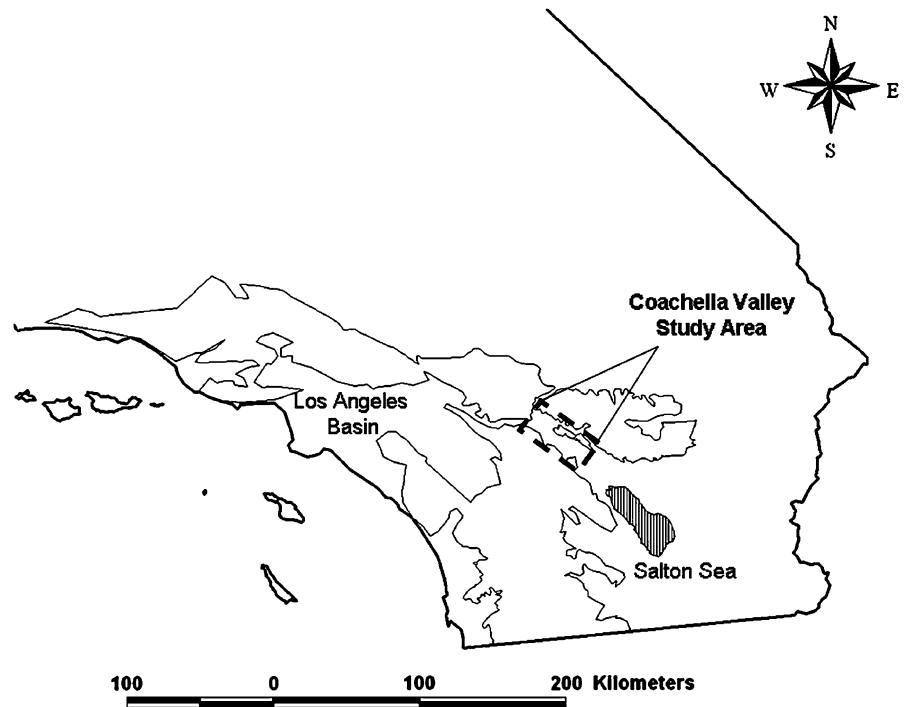 N
W E
S
Coachella Valley
Study Area
Los Angeles
Basin
Salton Sea
100 0 100 200 Kilometers